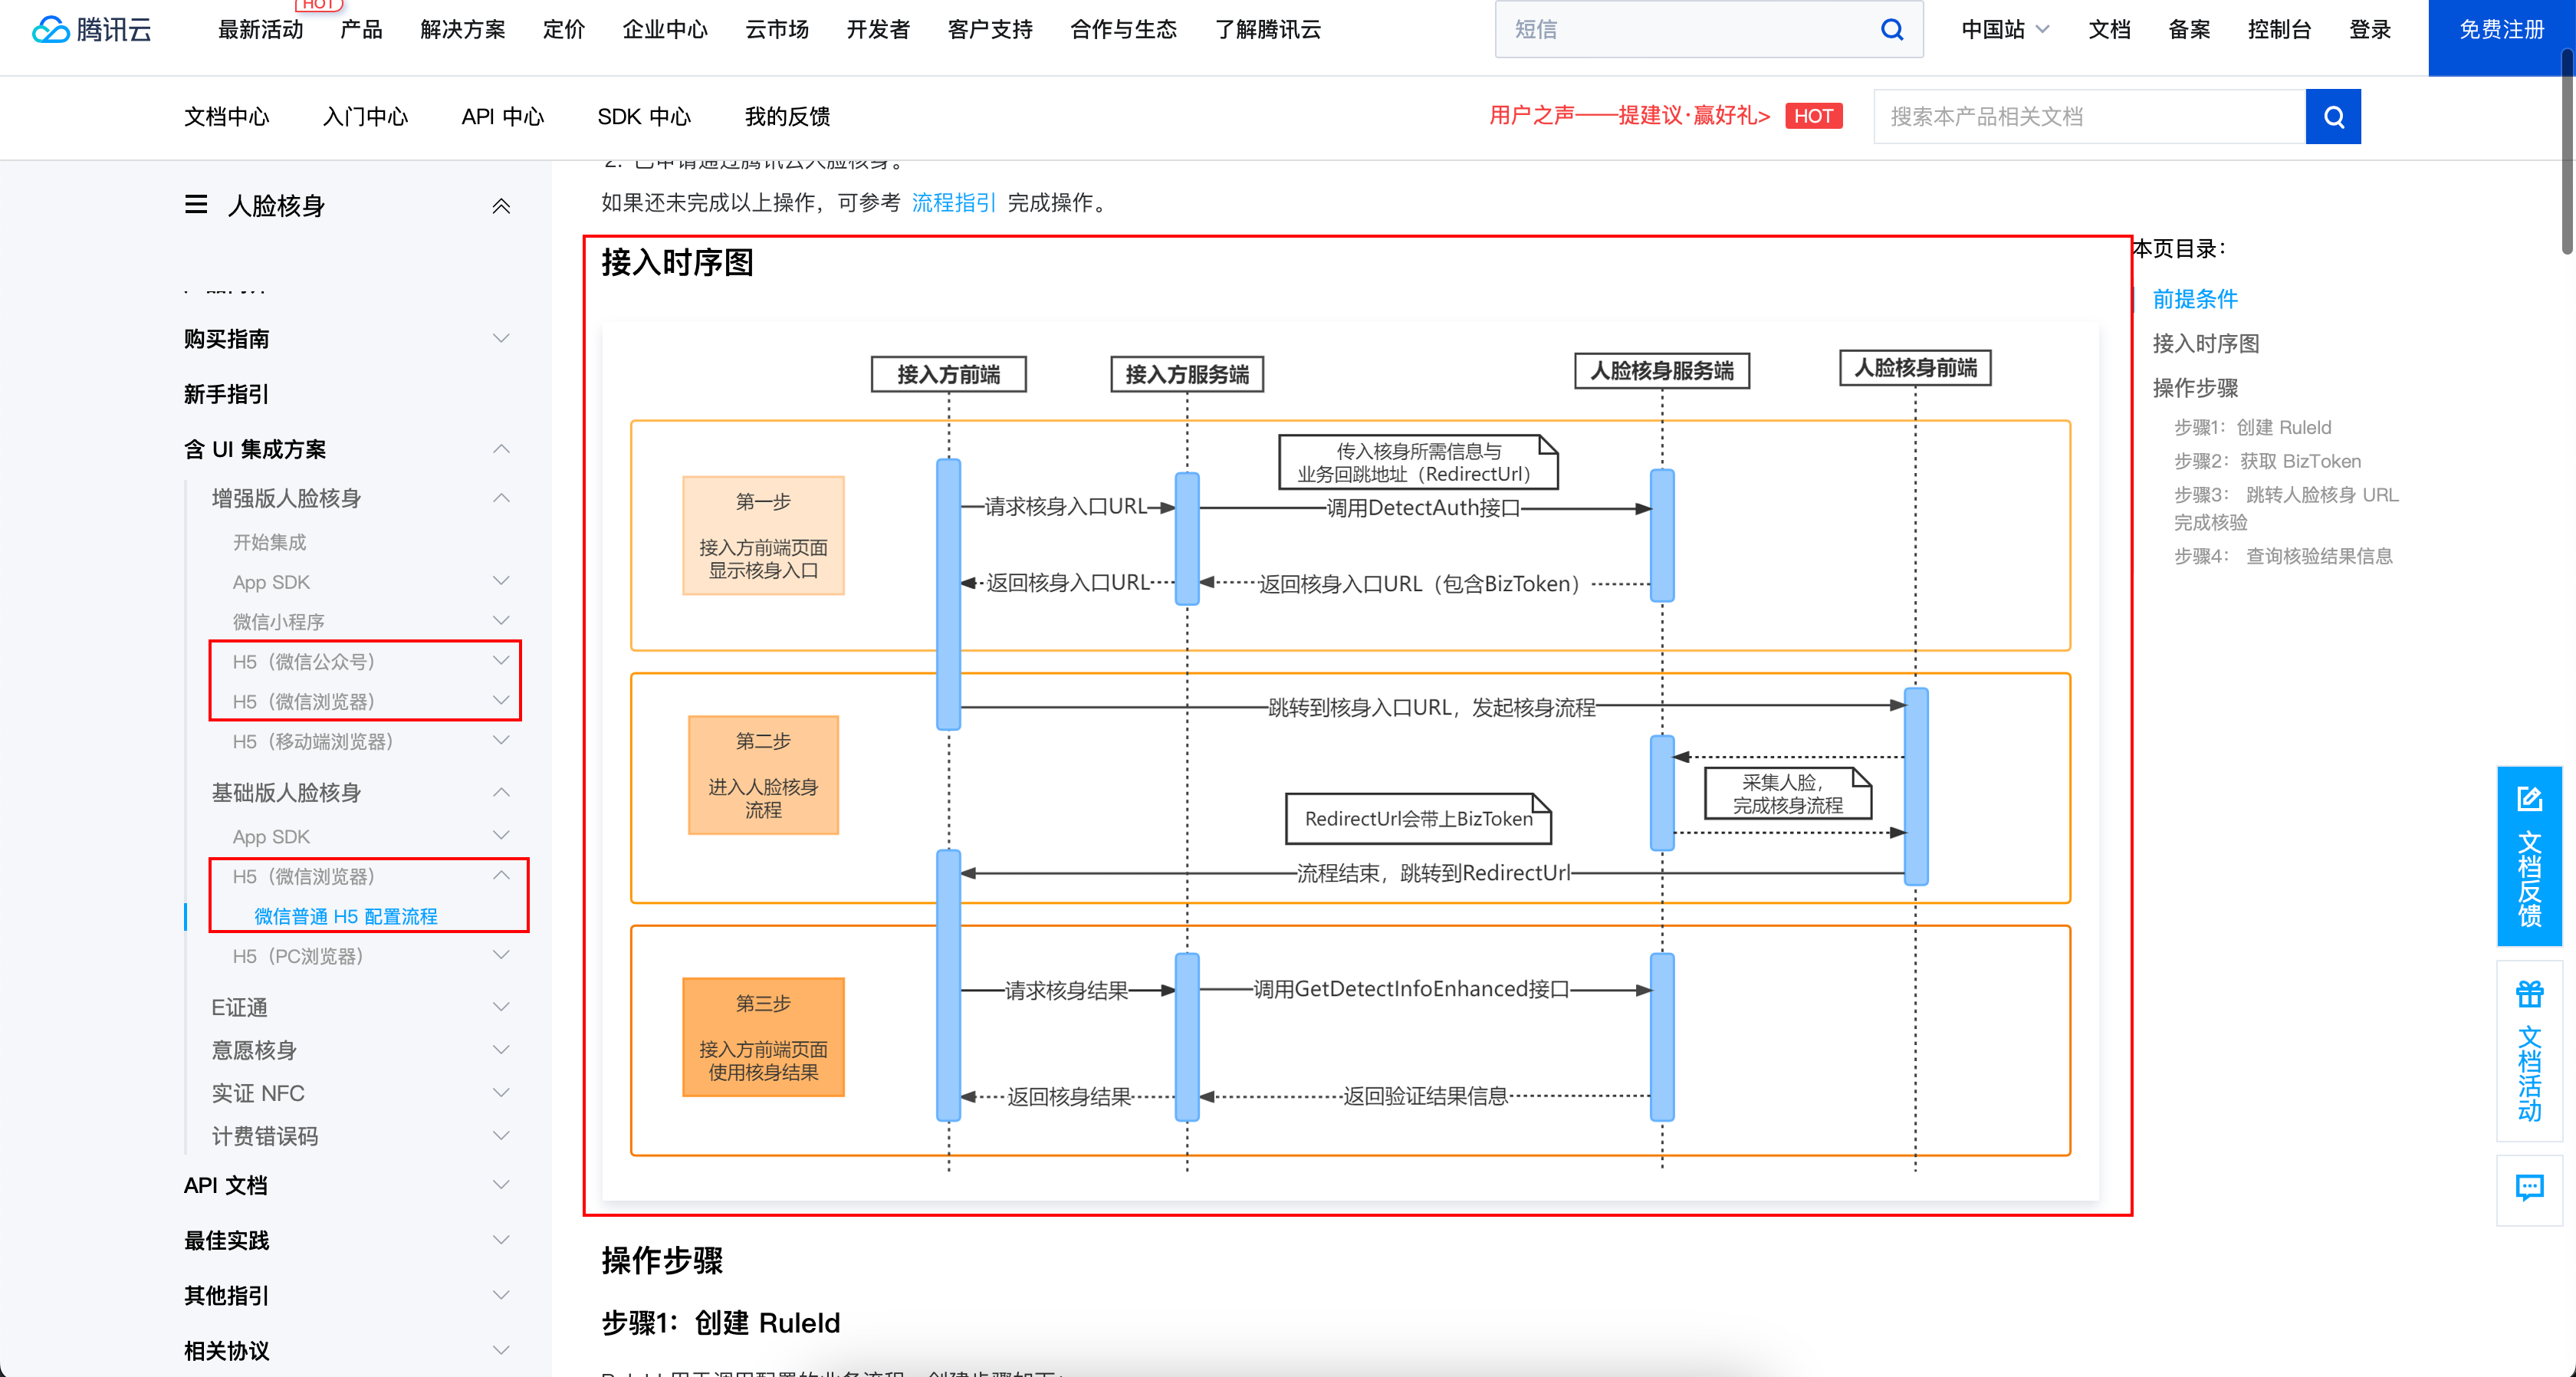 HOT
腾讯云
最新活动 产品 解决方案 定价 企业中心 云市场 开发者 客户支持 合作与生态 了解腾讯云
短信
中国站 文档 备案 控制台 登录 免费注册
文档中心 入门中心 API 中心 SDK 中心 我的反馈
用户之声——提建议·赢好礼> HOT
搜索本产品相关文档
人脸核身
购买指南
新手指引
含 UI 集成方案
增强版人脸核身
开始集成
App SDK
微信小程序
H5（微信公众号）
H5（微信浏览器）
H5（移动端浏览器）
基础版人脸核身
App SDK
H5（微信浏览器）
微信普通 H5 配置流程
H5（PC浏览器）
E证通
意愿核身
实证 NFC
计费错误码
API 文档
最佳实践
其他指引
相关协议
2. 已申请通过腾讯云人脸核身。
如果还未完成以上操作，可参考 流程指引 完成操作。
接入时序图
接入方前端
接入方服务端
人脸核身服务端
人脸核身前端
第一步
接入方前端页面
显示核身入口
传入核身所需信息与
业务回跳地址（RedirectUrl）
请求核身入口URL
调用DetectAuth接口
返回核身入口URL
返回核身入口URL（包含BizToken）
第二步
进入人脸核身
流程
跳转到核身入口URL，发起核身流程
采集人脸，
完成核身流程
RedirectUrl会带上BizToken
流程结束，跳转到RedirectUrl
第三步
接入方前端页面
使用核身结果
请求核身结果
调用GetDetectInfoEnhanced接口
返回核身结果
返回验证结果信息
操作步骤
步骤1：创建 RuleId
本页目录：
前提条件
接入时序图
操作步骤
步骤1：创建 RuleId
步骤2：获取 BizToken
步骤3： 跳转人脸核身 URL
完成核验
步骤4： 查询核验结果信息
文档反馈
文档活动